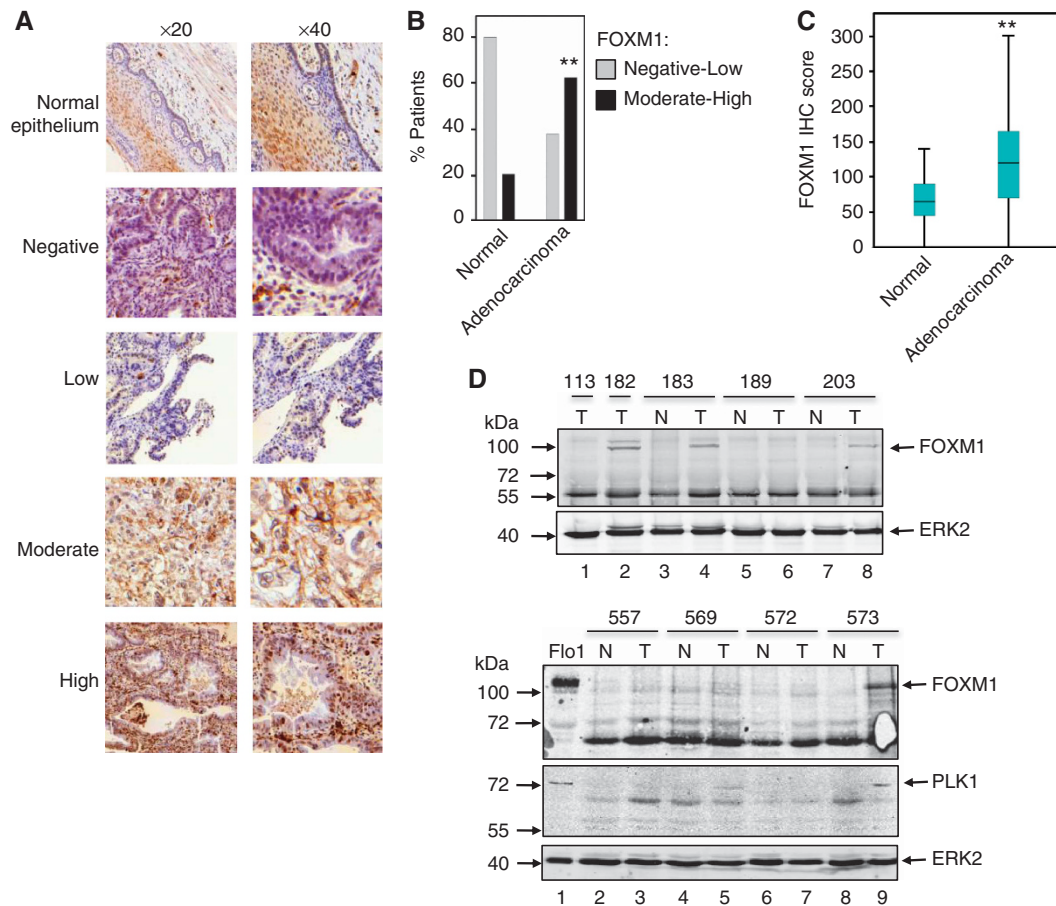 A
×20 ×40
Normal
epithelium
Negative
Low
Moderate
High
B
80
60
40
20
0
% Patients
**
Normal
Adenocarcinoma
FOXM1:
Negative-Low
Moderate-High
C
**
300
250
200
150
100
50
0
FOXM1 IHC score
Normal
Adenocarcinoma
D
113 182 183 189 203
T T N T N T N T
kDa
100
72
55
FOXM1
40
ERK2
1 2 3 4 5 6 7 8
557 569 572 573
Flo1 N T N T N T N T
kDa
100
72
FOXM1
72
55
PLK1
40
ERK2
1 2 3 4 5 6 7 8 9